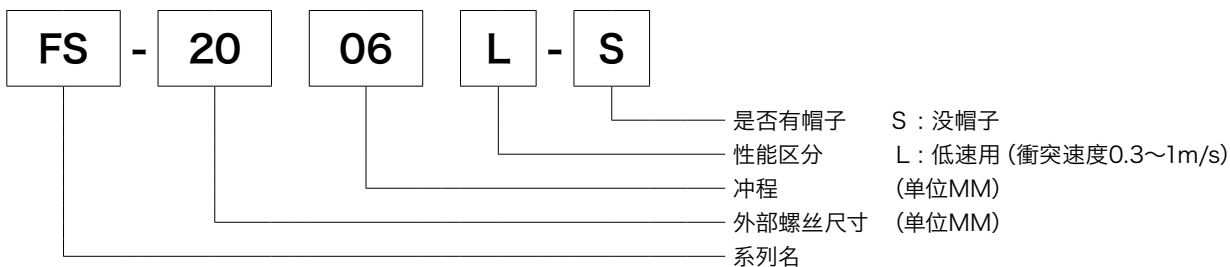 FS - 20 06 L - S
是否有帽子 S：没帽子
性能区分 L：低速用（衝突速度0.3～1m/s）
冲程 （单位MM）
外部螺丝尺寸 （单位MM）
系列名